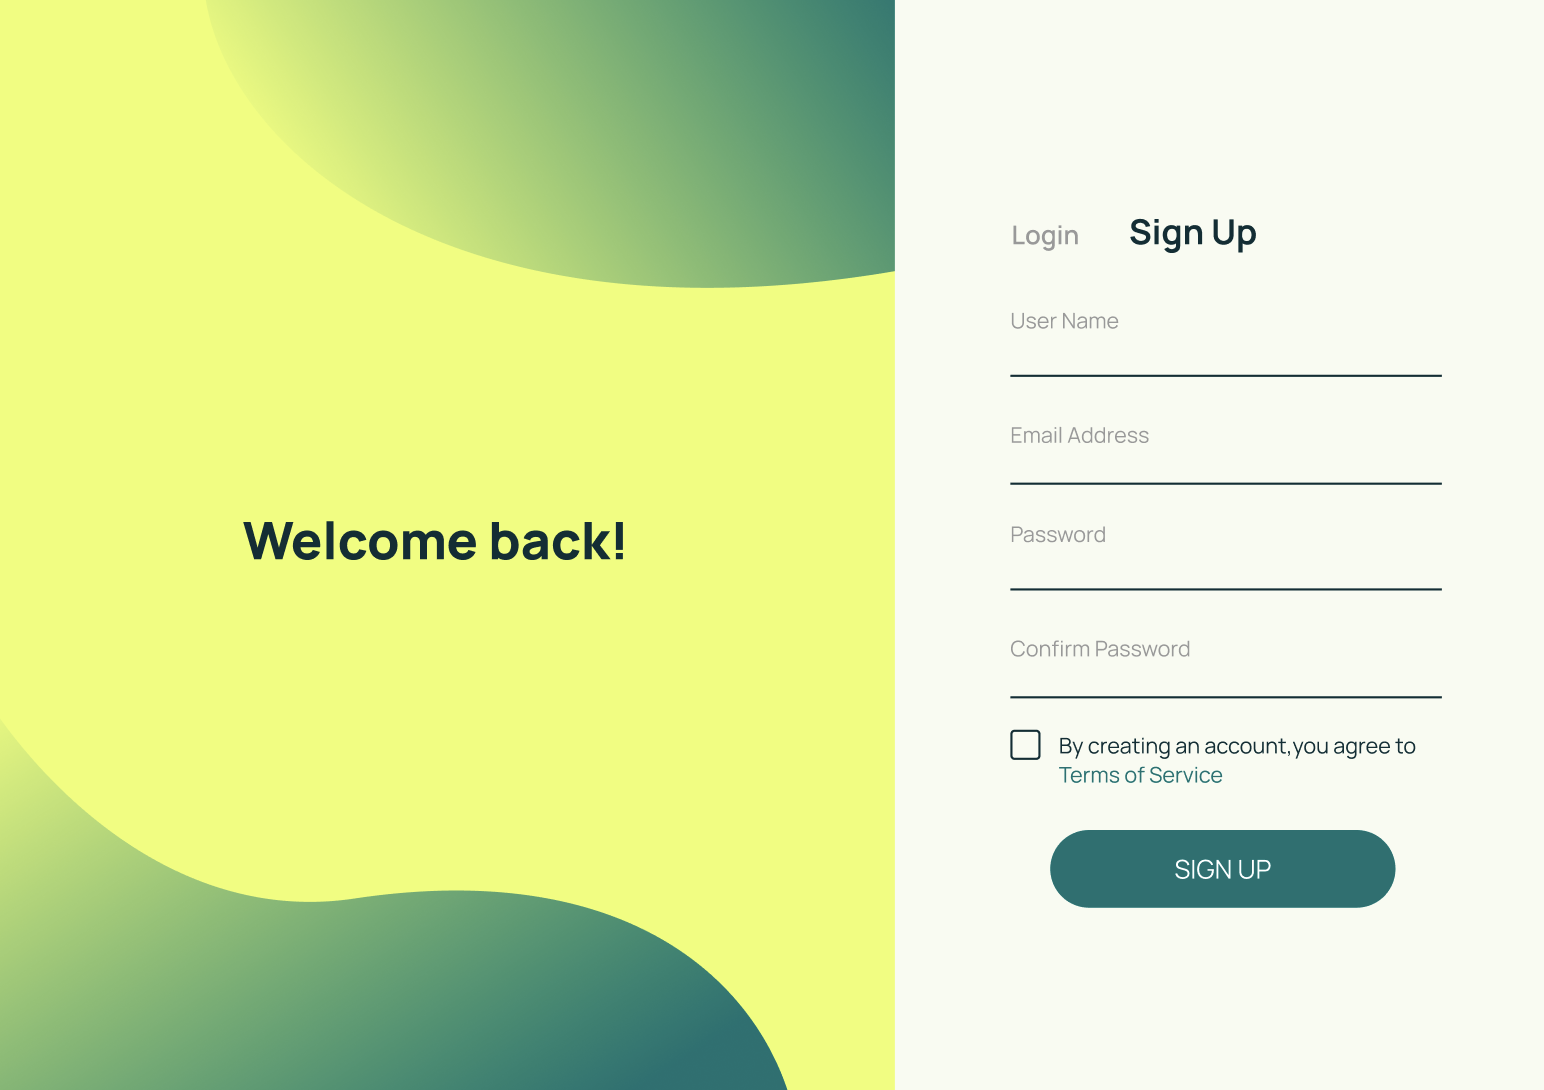 Welcome back!
Login Sign Up
User Name
Email Address
Password
Confirm Password
By creating an account,you agree to
Terms of Service
SIGN UP